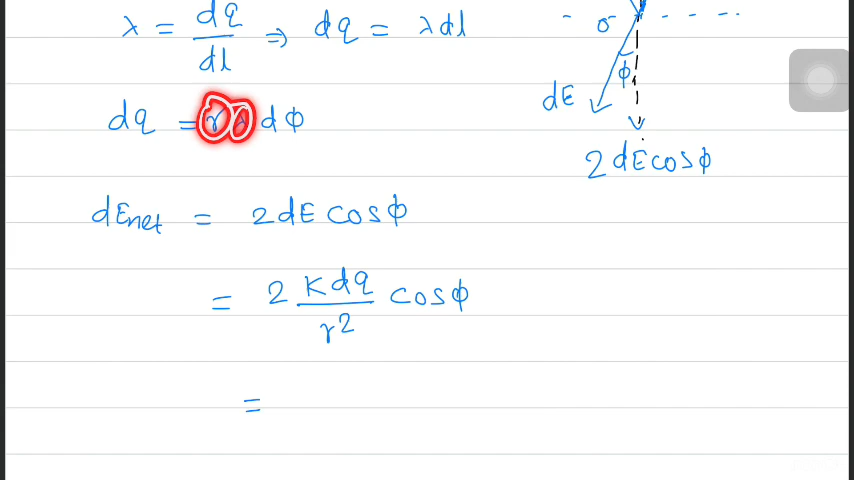 λ = dq/dl ⇒ dq = λdl
σ
ϕ
dE
dq = rλdϕ
2dEcosϕ
dEnet = 2dE cosϕ
= 2 Kdq/r² cosϕ
=